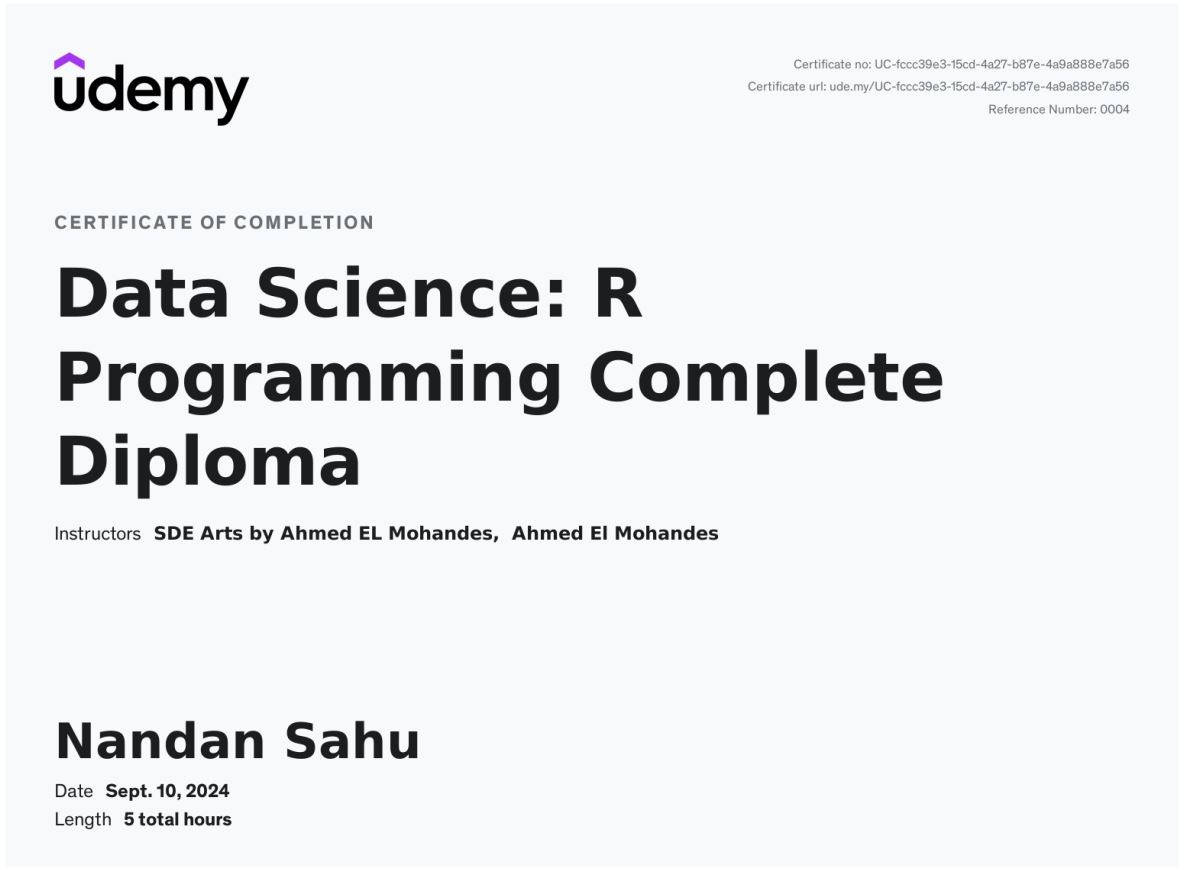 udemy
Certificate no: UC-fccc39e3-15cd-4a27-b87e-4a9a888e7a56
Certificate url: ude.my/UC-fccc39e3-15cd-4a27-b87e-4a9a888e7a56
Reference Number: 0004
CERTIFICATE OF COMPLETION
Data Science: R
Programming Complete
Diploma
Instructors SDE Arts by Ahmed EL Mohandes, Ahmed El Mohandes
Nandan Sahu
Date Sept. 10, 2024
Length 5 total hours